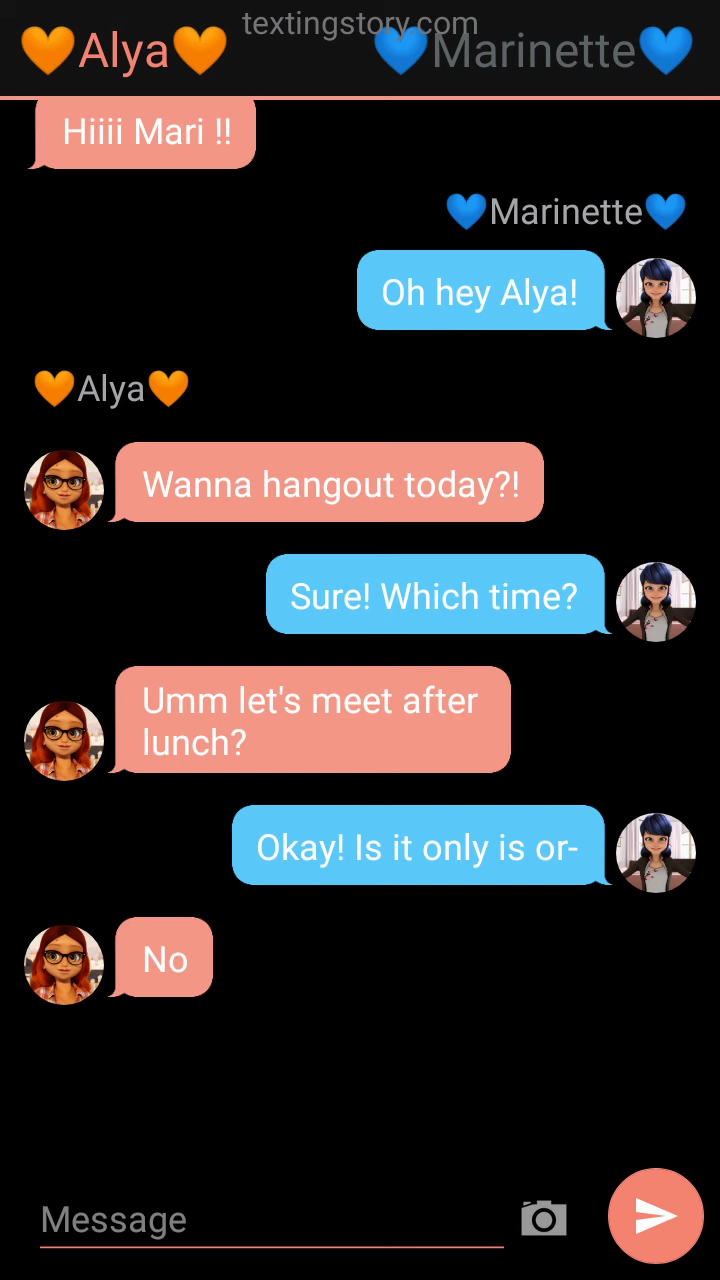 textingstory.com
🧡Alya🧡 💙Marinette💙
Hiiii Mari !!
💙Marinette💙
Oh hey Alya!
🧡Alya🧡
Wanna hangout today?!
Sure! Which time?
Umm let's meet after
lunch?
Okay! Is it only is or-
No
Message